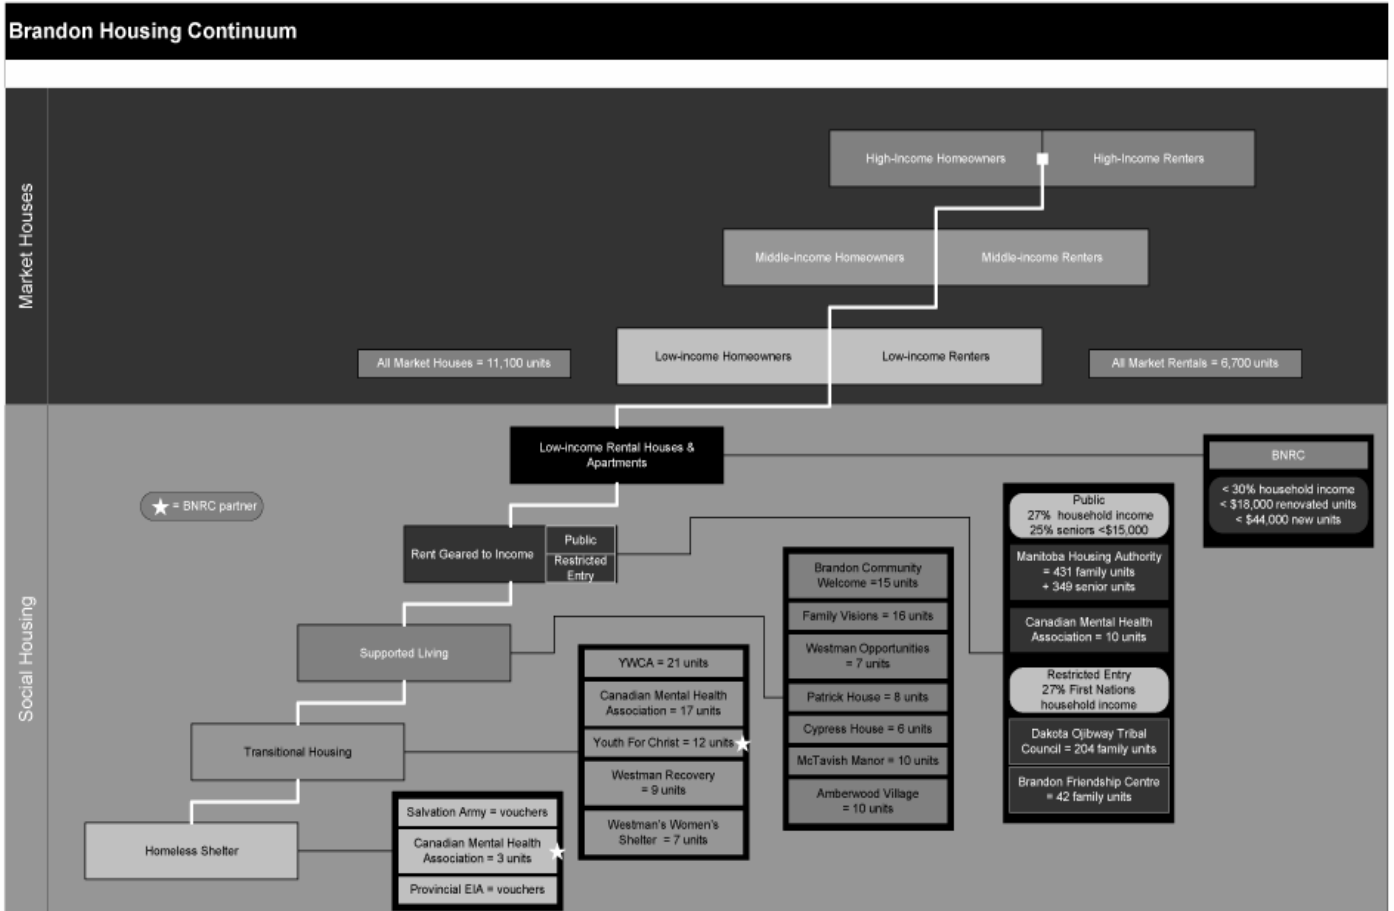 Brandon Housing Continuum
Market Houses
High-Income Homeowners
High-Income Renters
Middle-income Homeowners
Middle-income Renters
Low-income Homeowners
Low-income Renters
All Market Houses = 11,100 units
All Market Rentals = 6,700 units
Social Housing
Low-income Rental Houses &
Apartments
BNRC
< 30% household income
< $18,000 renovated units
< $44,000 new units
= BNRC partner
Rent Geared to Income
Public
Restricted
Entry
Public
27% household income
25% seniors <$15,000
Manitoba Housing Authority
= 431 family units
+ 349 senior units
Canadian Mental Health
Association = 10 units
Restricted Entry
27% First Nations
household income
Dakota Ojibway Tribal
Council = 204 family units
Brandon Friendship Centre
= 42 family units
Supported Living
Brandon Community
Welcome =15 units
Family Visions = 16 units
Westman Opportunities
= 7 units
Patrick House = 8 units
Cypress House = 6 units
McTavish Manor = 10 units
Amberwood Village
= 10 units
Transitional Housing
YWCA = 21 units
Canadian Mental Health
Association = 17 units
Youth For Christ = 12 units
Westman Recovery
= 9 units
Westman's Women's
Shelter = 7 units
Homeless Shelter
Salvation Army = vouchers
Canadian Mental Health
Association = 3 units
Provincial EIA = vouchers